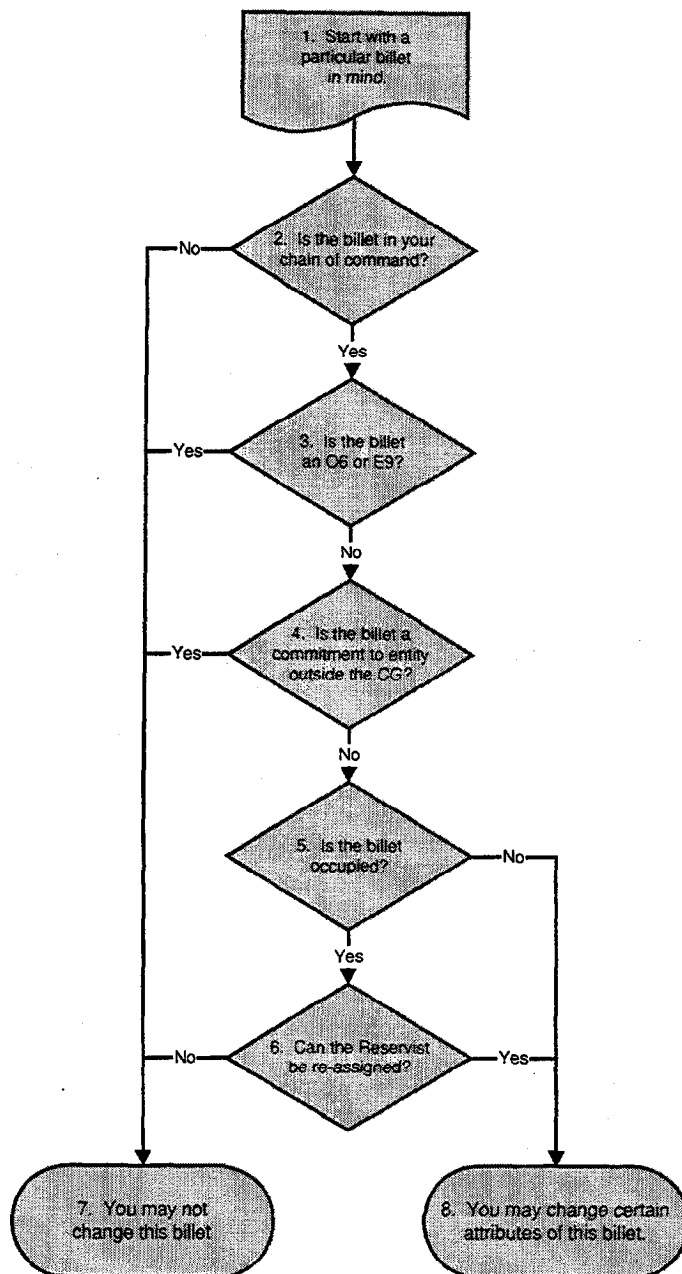 1. Start with a
particular billet
in mind.
No
2. Is the billet in your
chain of command?
Yes
Yes
3. Is the billet
an O6 or E9?
No
Yes
4. Is the billet a
commitment to entity
outside the CG?
No
5. Is the billet
occupied?
No
Yes
No
6. Can the Reservist
be re-assigned?
Yes
7. You may not
change this billet
8. You may change certain
attributes of this billet.